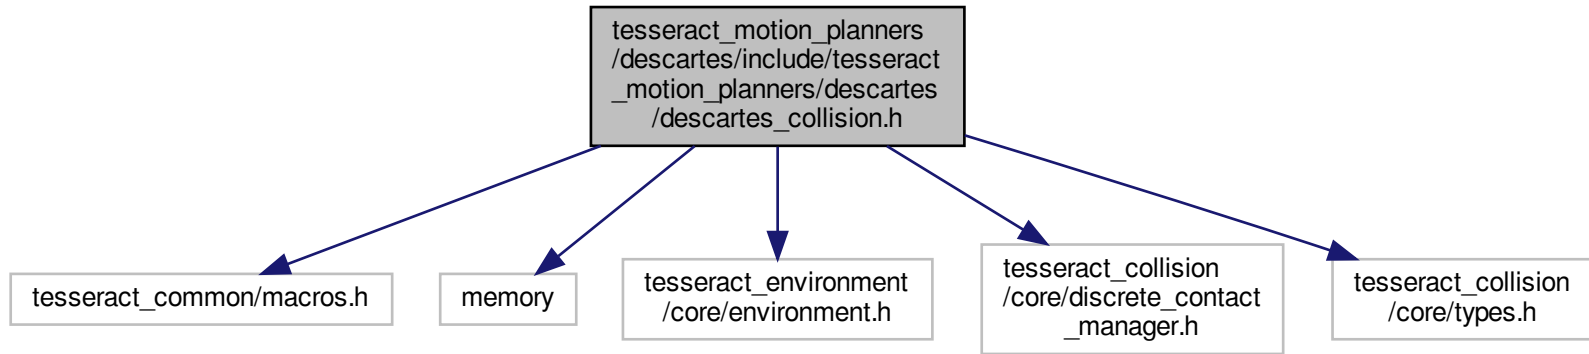 tesseract_motion_planners
/descartes/include/tesseract
_motion_planners/descartes
/descartes_collision.h
tesseract_common/macros.h
memory
tesseract_environment
/core/environment.h
tesseract_collision
/core/discrete_contact
_manager.h
tesseract_collision
/core/types.h